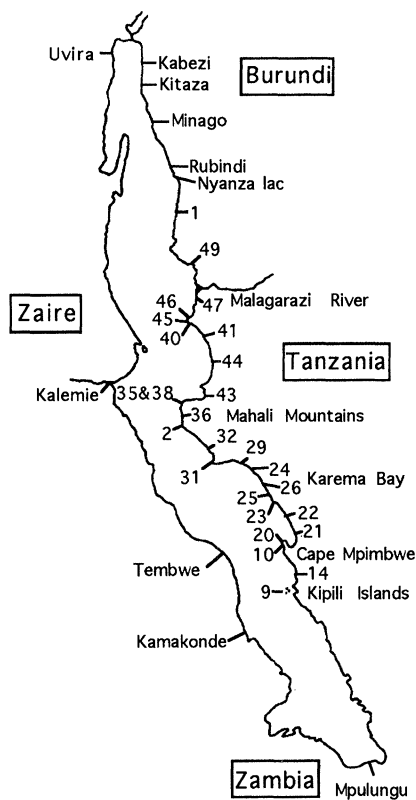 Uvira
Kabezi
Burundi
Kitaza
Minago
Rubindi
Nyanza lac
1
49
Zaire
46
47
Malagarazi River
45
40
41
Tanzania
44
Kalemie
35&38
43
36
Mahali Mountains
2
32
29
31
24
Karema Bay
26
25
22
23
21
20
10
Cape Mpimbwe
14
Tembwe
9
Kipili Islands
Kamakonde
Zambia
Mpulungu